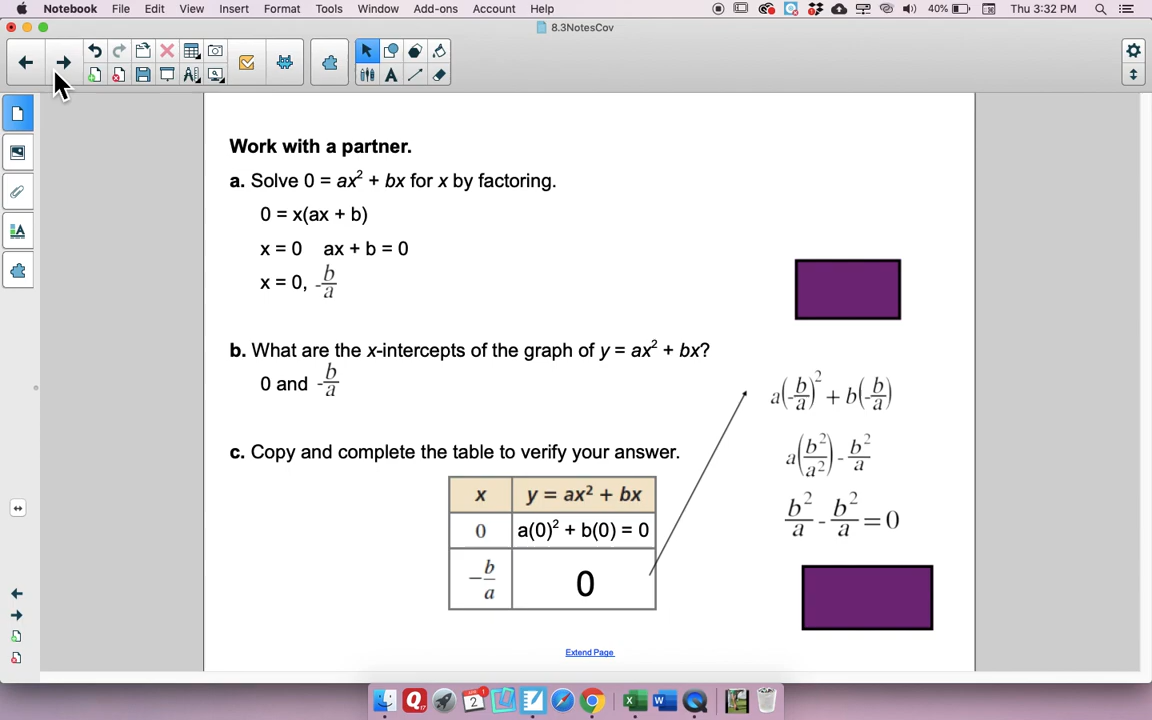 Notebook File Edit View Insert Format Tools Window Add-ons Account Help 40% Thu 3:32 PM
8.3NotesCov
Work with a partner.
a. Solve 0 = ax² + bx for x by factoring.
0 = x(ax + b)
x = 0 ax + b = 0
x = 0, -b/a
b. What are the x-intercepts of the graph of y = ax² + bx?
0 and -b/a
a(-b/a)² + b(-b/a)
a(b²/a²) - b²/a
b²/a - b²/a = 0
c. Copy and complete the table to verify your answer.
x y = ax² + bx
0 a(0)² + b(0) = 0
-b/a 0
Extend Page